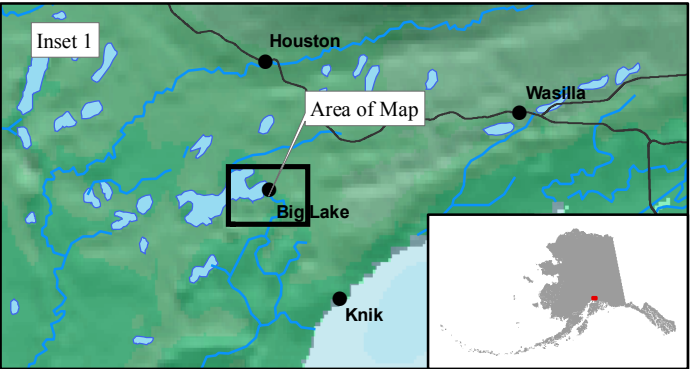 Inset 1
Houston
Wasilla
Area of Map
Big Lake
Knik